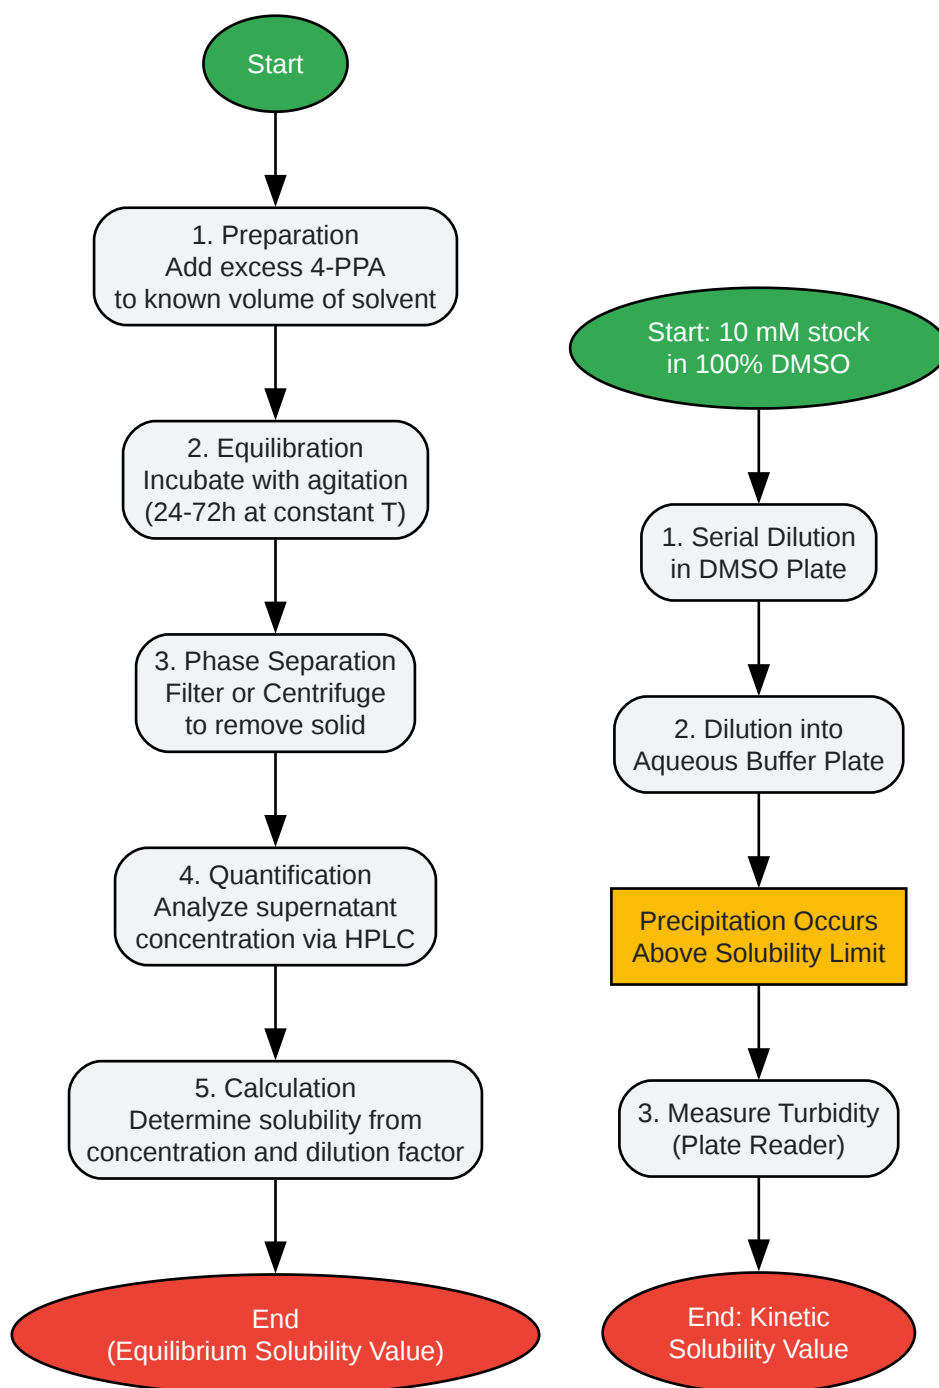 Start
1. Preparation
Add excess 4-PPA
to known volume of solvent
2. Equilibration
Incubate with agitation
(24-72h at constant T)
3. Phase Separation
Filter or Centrifuge
to remove solid
4. Quantification
Analyze supernatant
concentration via HPLC
5. Calculation
Determine solubility from
concentration and dilution factor
End
(Equilibrium Solubility Value)
Start: 10 mM stock
in 100% DMSO
1. Serial Dilution
in DMSO Plate
2. Dilution into
Aqueous Buffer Plate
Precipitation Occurs
Above Solubility Limit
3. Measure Turbidity
(Plate Reader)
End: Kinetic
Solubility Value